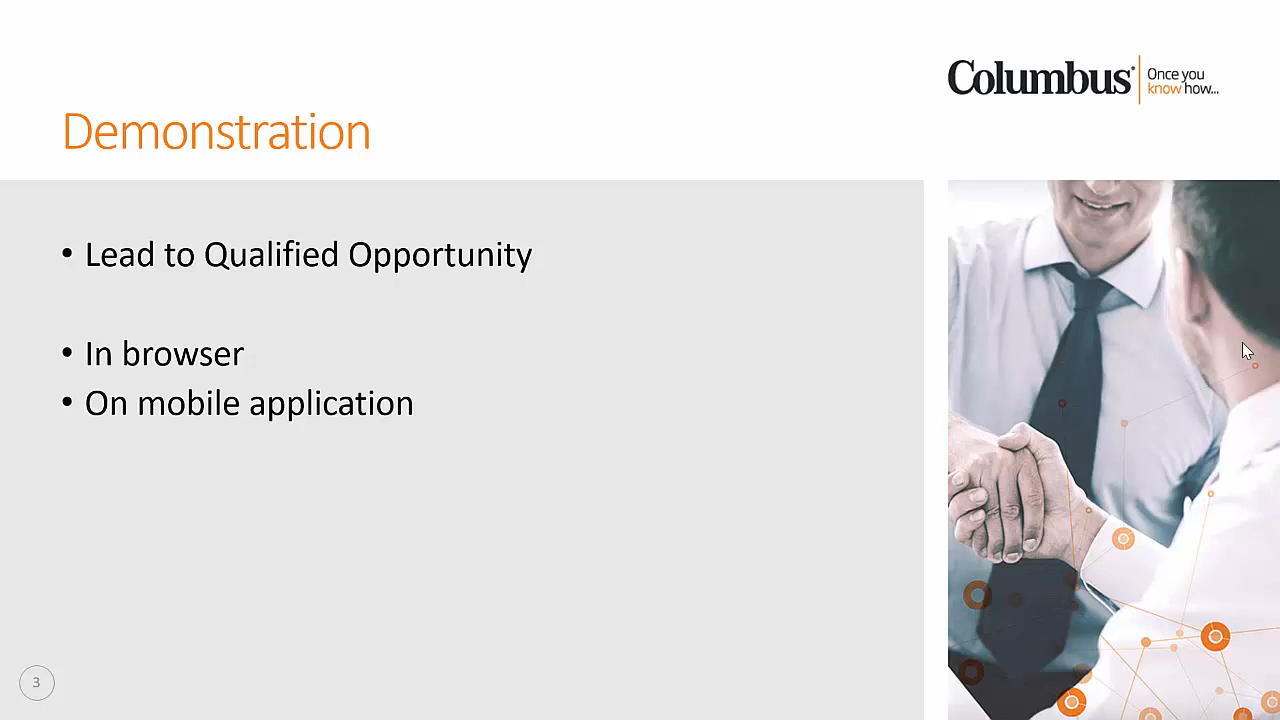 Columbus
Once you
know how...
Demonstration
• Lead to Qualified Opportunity
• In browser
• On mobile application
3